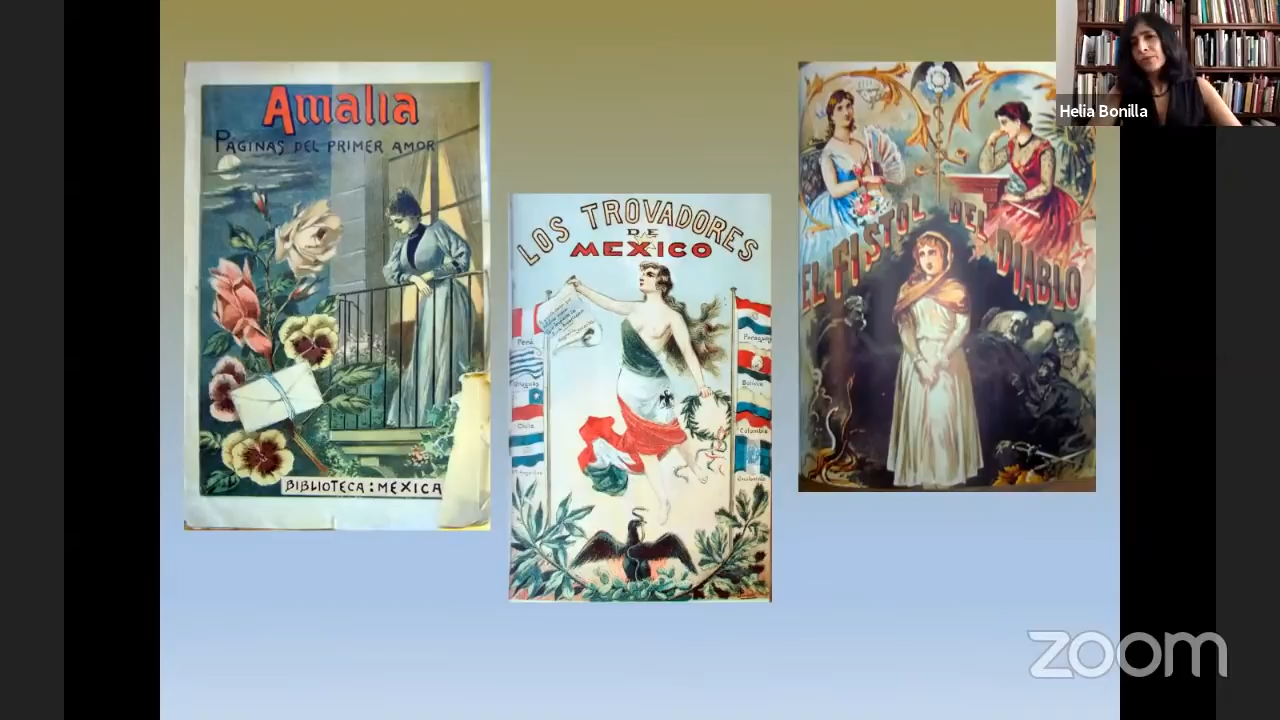 Amalia
PAGINAS DEL PRIMER AMOR
BIBLIOTECA : MEXICA
LOS TROVADORES
DE
MEXICO
Perú
Uruguay
Chile
Paraguay
Bolivia
Colombia
EL FISTOL DEL DIABLO
Helia Bonilla
zoom